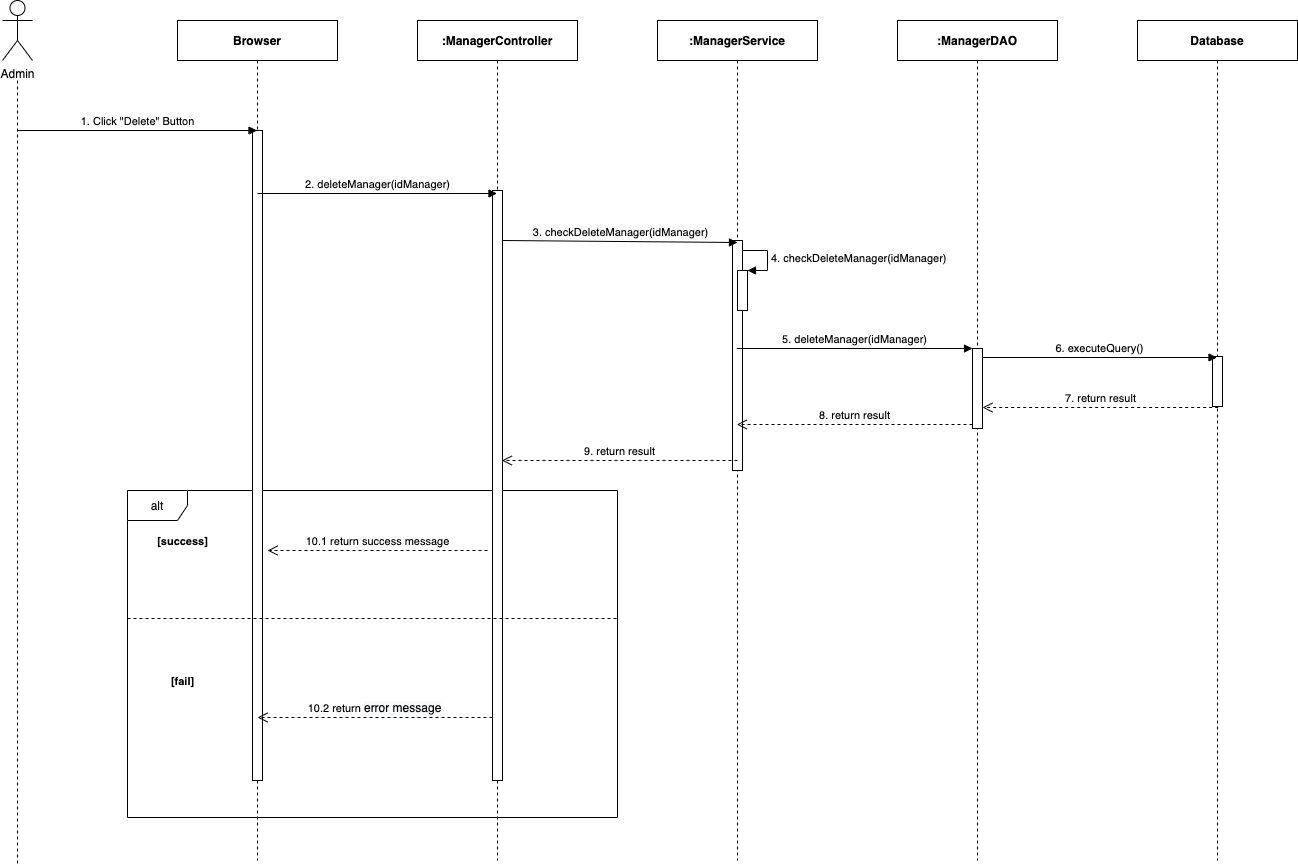 Admin
Browser
:ManagerController
:ManagerService
:ManagerDAO
Database
1. Click "Delete" Button
2. deleteManager(idManager)
3. checkDeleteManager(idManager)
4. checkDeleteManager(idManager)
5. deleteManager(idManager)
6. executeQuery()
7. return result
8. return result
9. return result
alt
[success]
10.1 return success message
[fail]
10.2 return error message